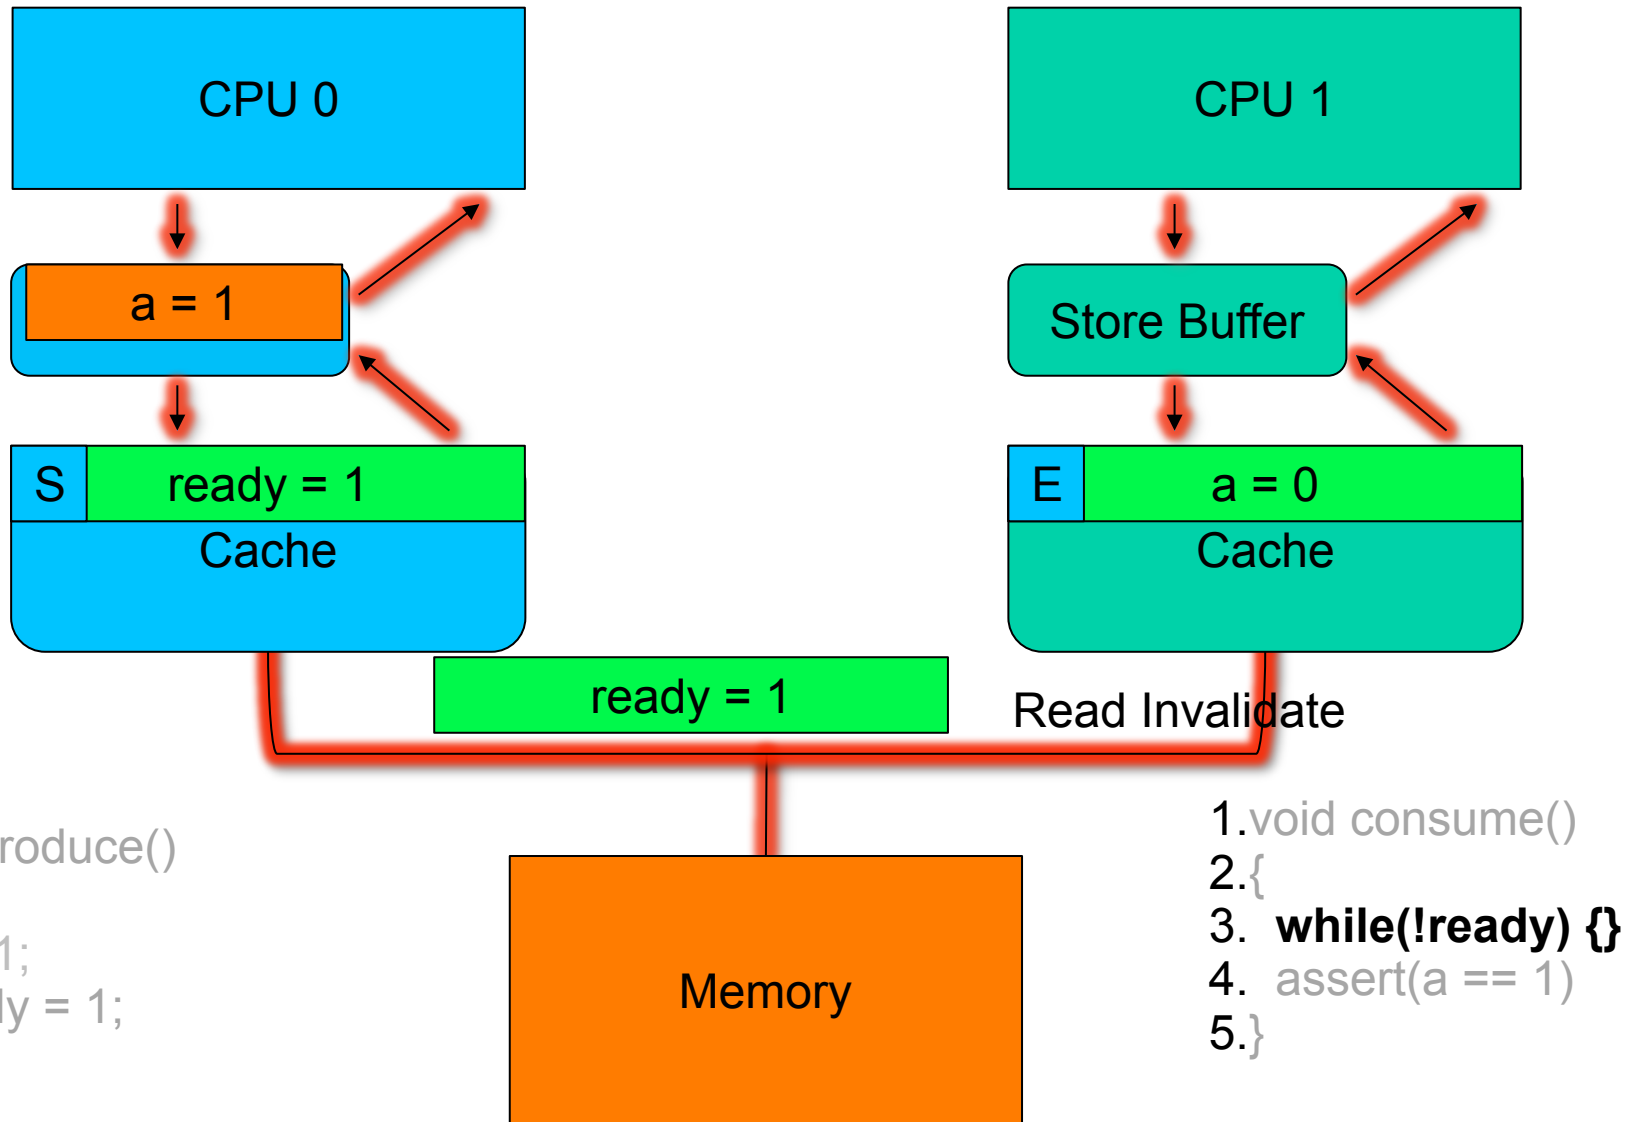 CPU 0
CPU 1
a = 1
Store Buffer
S ready = 1
E a = 0
Cache
Cache
ready = 1
Read Invalidate
roduce()
1;
ly = 1;
Memory
1.void consume()
2.{
3. while(!ready) {}
4. assert(a == 1)
5.}